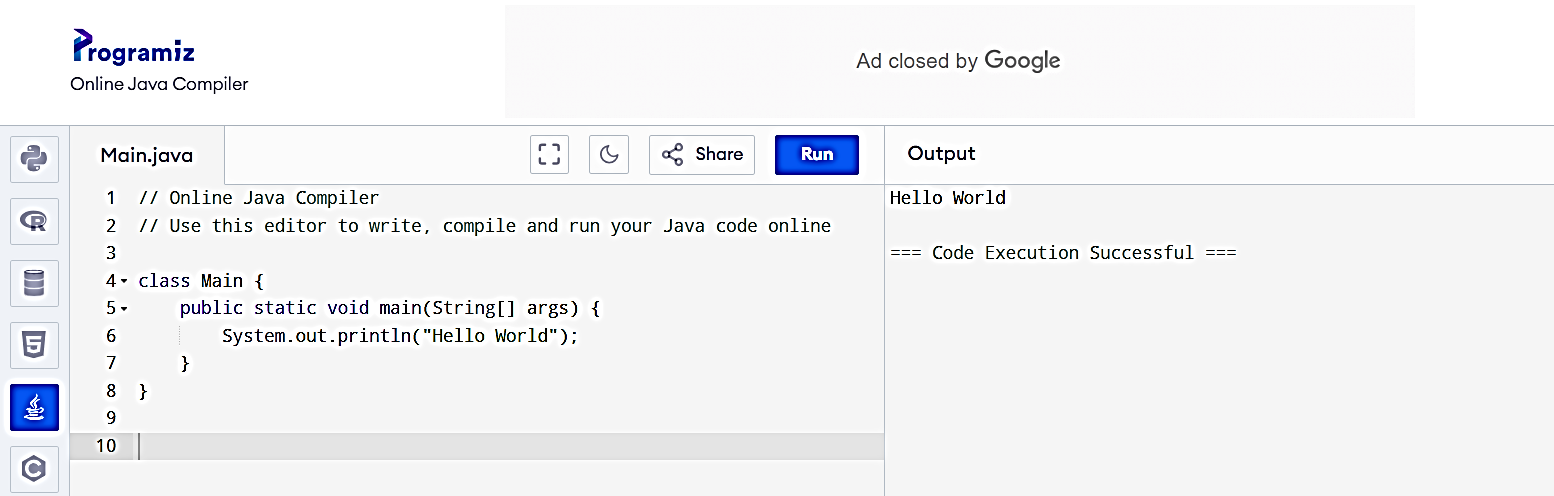 Programiz
Online Java Compiler
Ad closed by Google
Main.java
Share
Run
Output
1 // Online Java Compiler
2 // Use this editor to write, compile and run your Java code online
3
4 class Main {
5     public static void main(String[] args) {
6         System.out.println("Hello World");
7     }
8 }
9
10
Hello World
=== Code Execution Successful ===